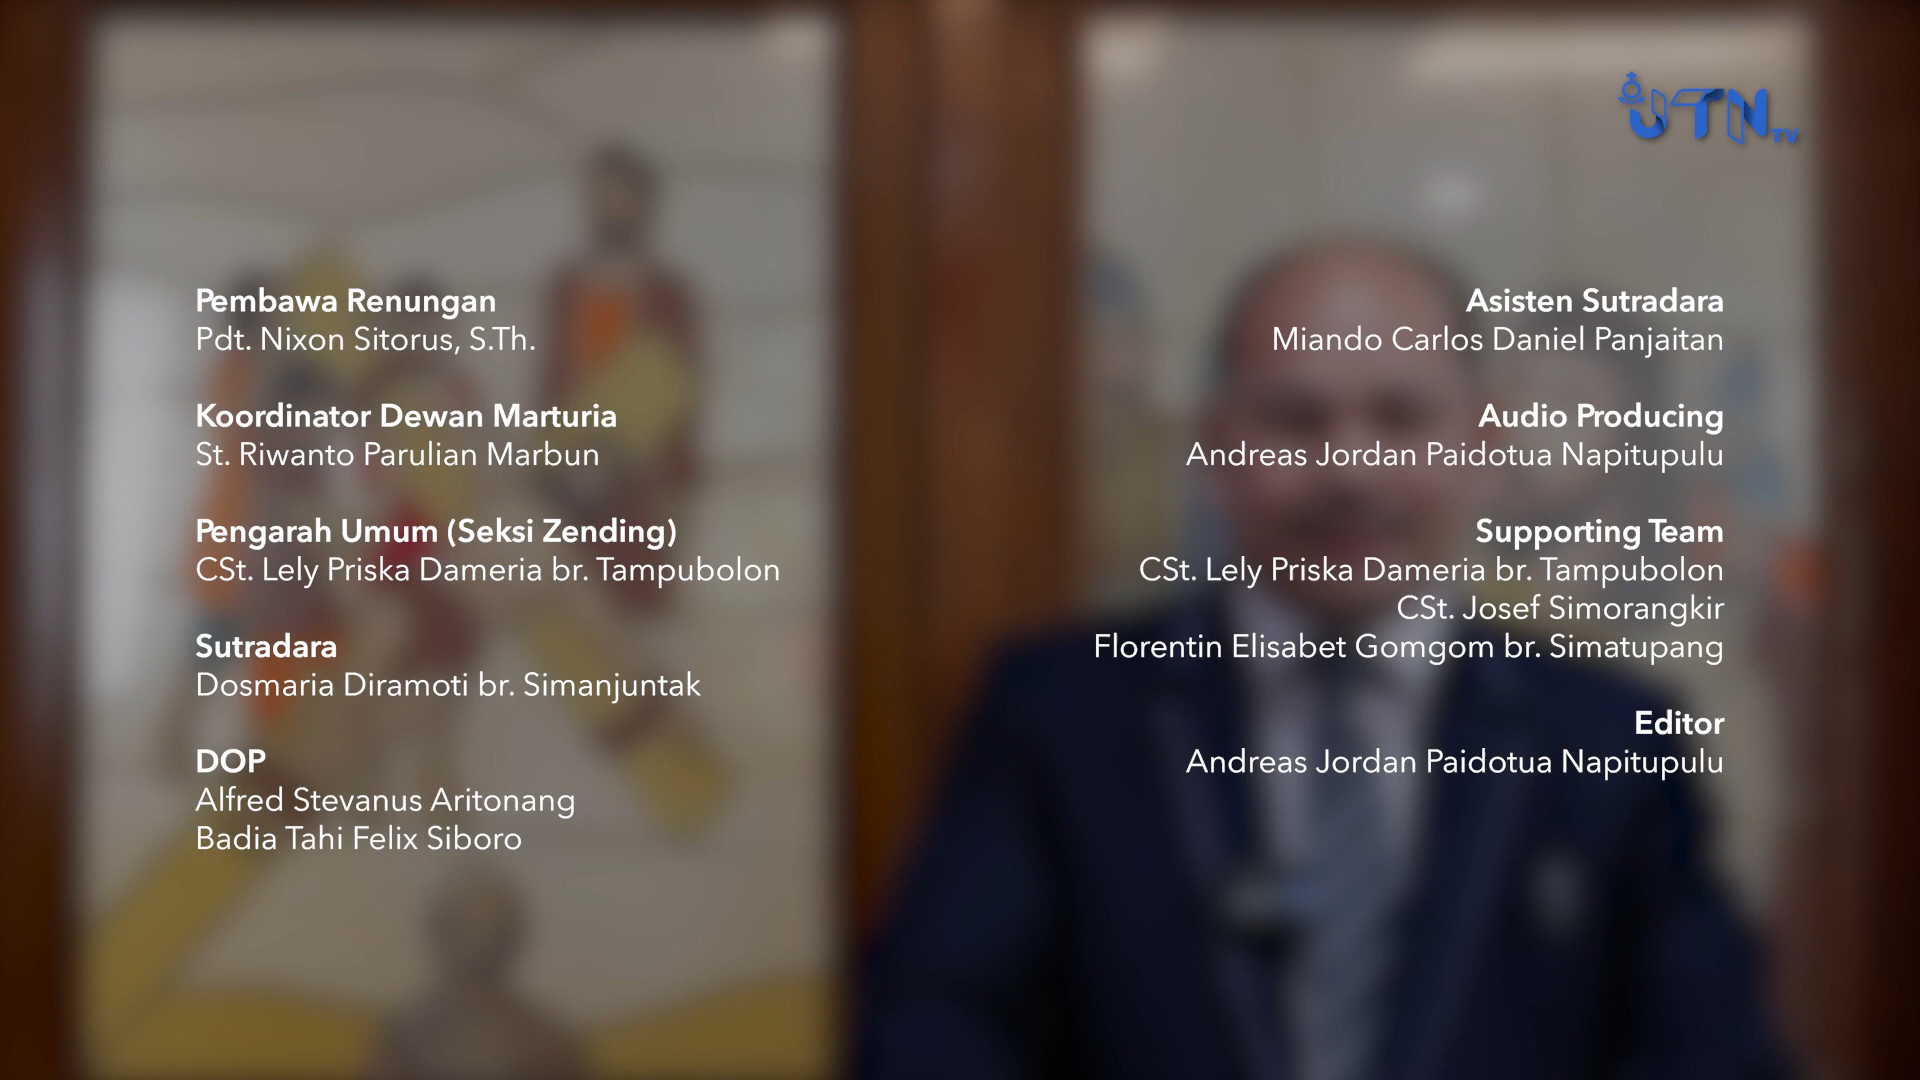 UTN TV
Pembawa Renungan
Pdt. Nixon Sitorus, S.Th.
Koordinator Dewan Marturia
St. Riwanto Parulian Marbun
Pengarah Umum (Seksi Zending)
CSt. Lely Priska Dameria br. Tampubolon
Sutradara
Dosmaria Diramoti br. Simanjuntak
DOP
Alfred Stevanus Aritonang
Badia Tahi Felix Siboro
Asisten Sutradara
Miando Carlos Daniel Panjaitan
Audio Producing
Andreas Jordan Paidotua Napitupulu
Supporting Team
CSt. Lely Priska Dameria br. Tampubolon
CSt. Josef Simorangkir
Florentin Elisabet Gomgom br. Simatupang
Editor
Andreas Jordan Paidotua Napitupulu